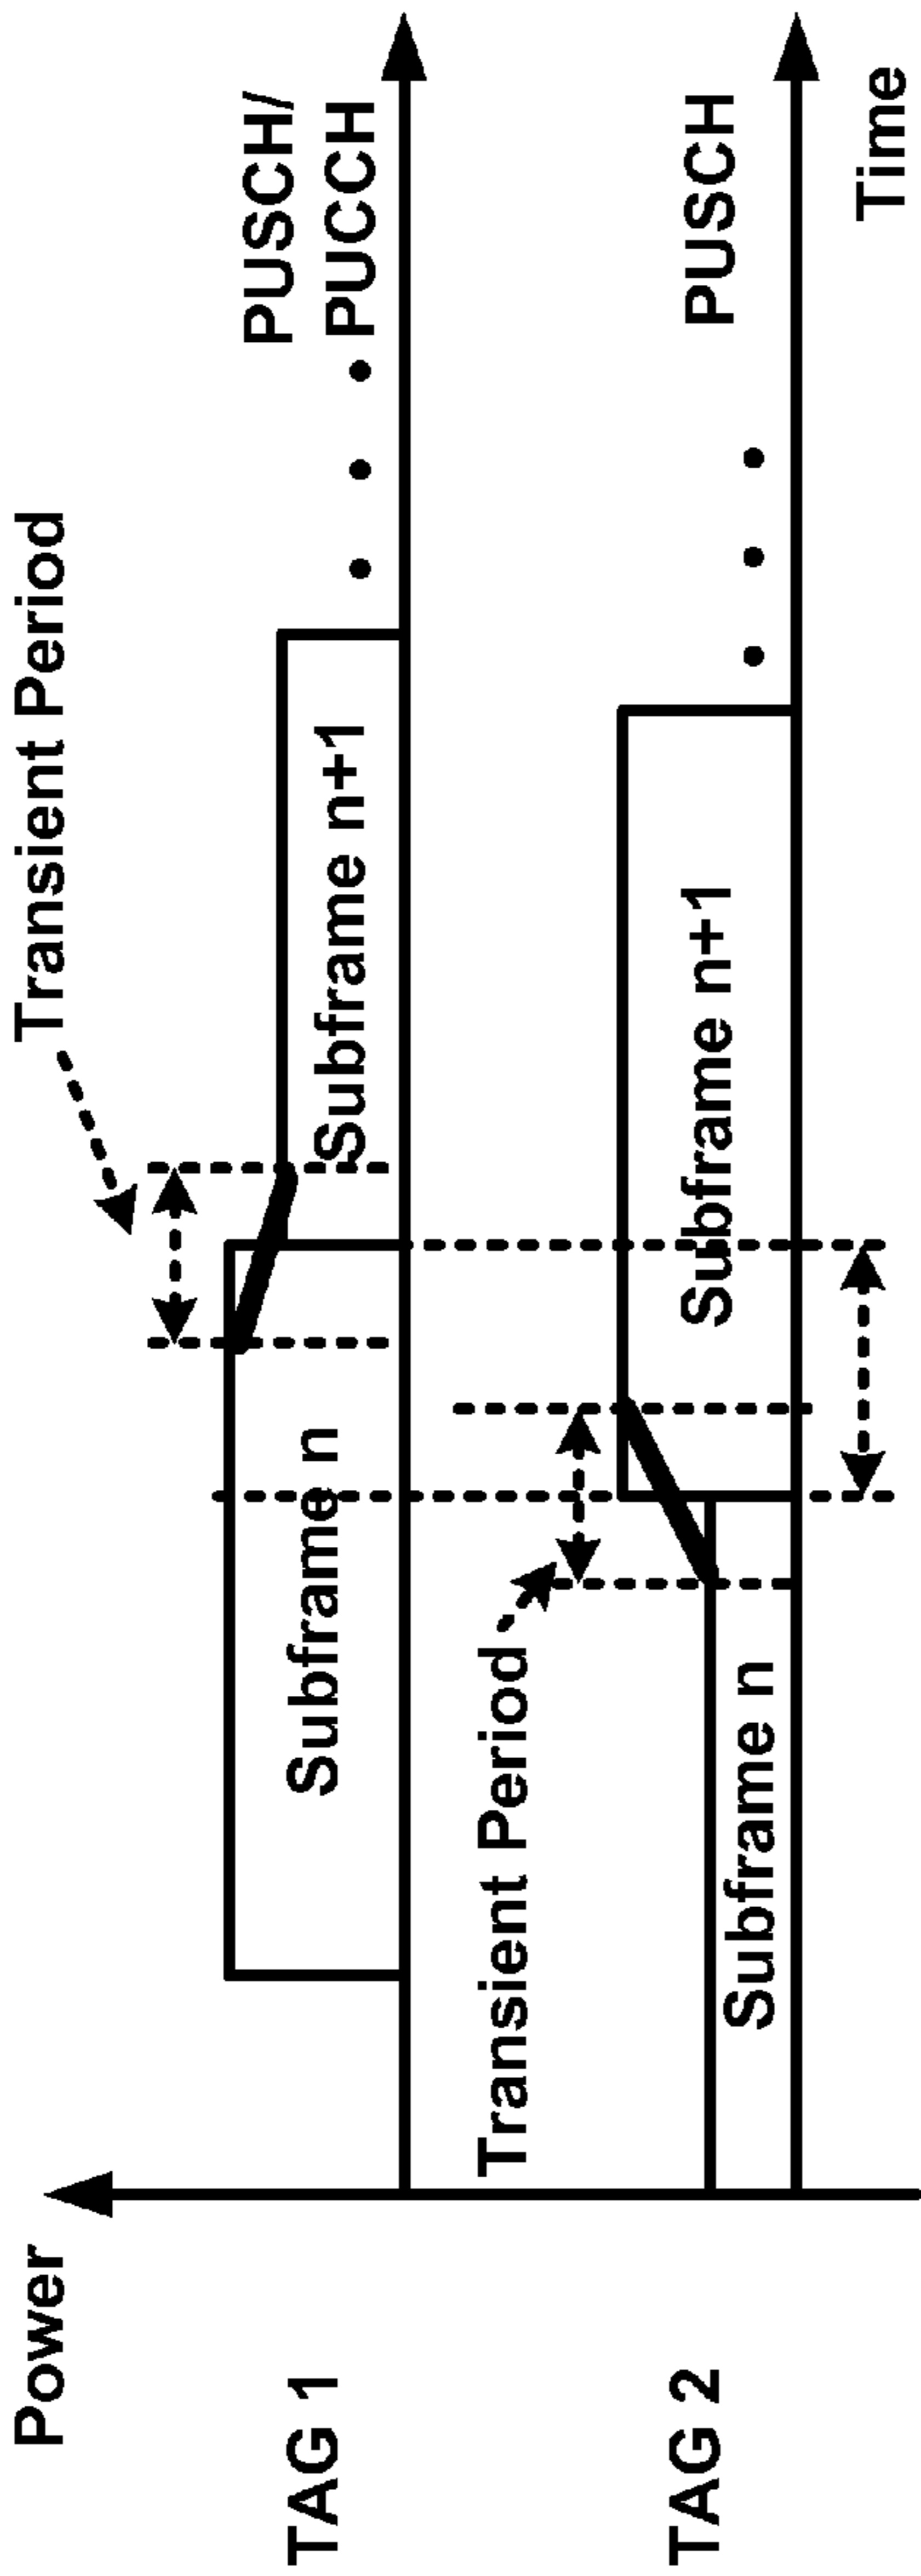 Power
Transient Period
TAG 1
Subframe n
Subframe n+1
PUSCH/
PUCCH
Transient Period
TAG 2
Subframe n
Subframe n+1
PUSCH
Time